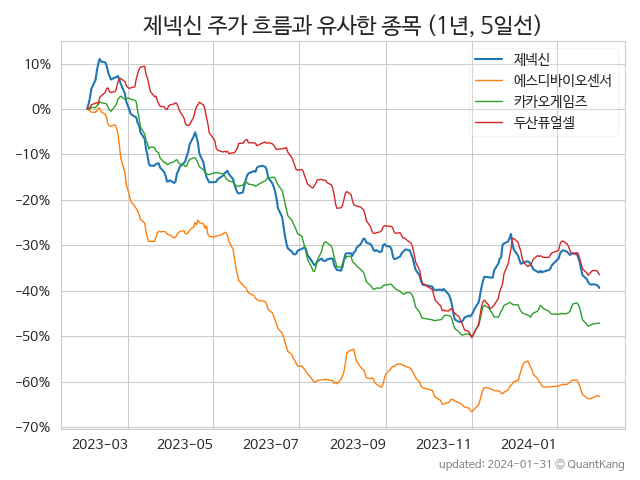 제넥신 주가 흐름과 유사한 종목 (1년, 5일선)
제넥신
에스디바이오센서
카카오게임즈
두산퓨얼셀
10%
0%
−10%
−20%
−30%
−40%
−50%
−60%
−70%
2023-03 2023-05 2023-07 2023-09 2023-11 2024-01
updated: 2024-01-31 © QuantKang